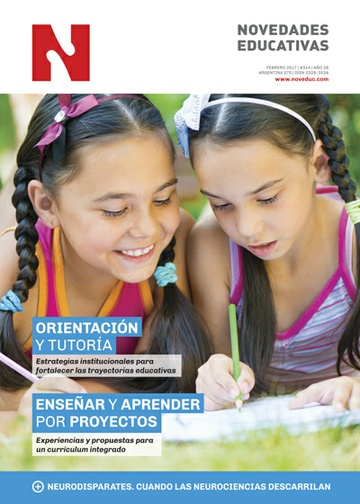 N
NOVEDADES
EDUCATIVAS
FEBRERO 2017 | #314 | AÑO 29
ARGENTINA $70 | ISSN 0328-3534
www.noveduc.com
ORIENTACIÓN
Y TUTORÍA
Estrategias institucionales para
fortalecer las trayectorias educativas
ENSEÑAR Y APRENDER
POR PROYECTOS
Experiencias y propuestas para
un currículum integrado
NEURODISPARATES. CUANDO LAS NEUROCIENCIAS DESCARRILAN